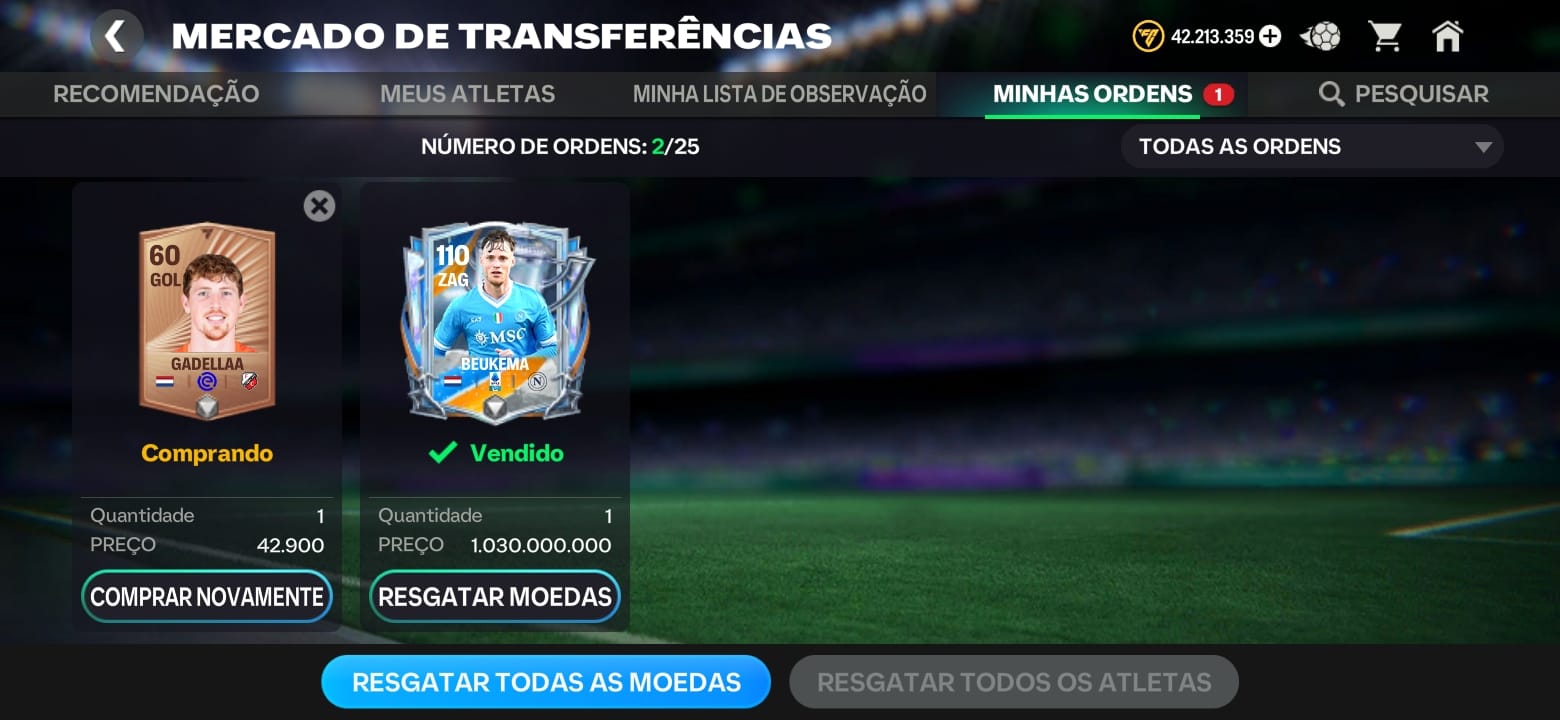 MERCADO DE TRANSFERÊNCIAS
42.213.359
RECOMENDAÇÃO
MEUS ATLETAS
MINHA LISTA DE OBSERVAÇÃO
MINHAS ORDENS 1
PESQUISAR
NÚMERO DE ORDENS: 2/25
TODAS AS ORDENS
60
GOL
GADELLAA
Comprando
Quantidade 1
PREÇO 42.900
COMPRAR NOVAMENTE
110
ZAG
MSC
BEUKEMA
Vendido
Quantidade 1
PREÇO 1.030.000.000
RESGATAR MOEDAS
RESGATAR TODAS AS MOEDAS
RESGATAR TODOS OS ATLETAS